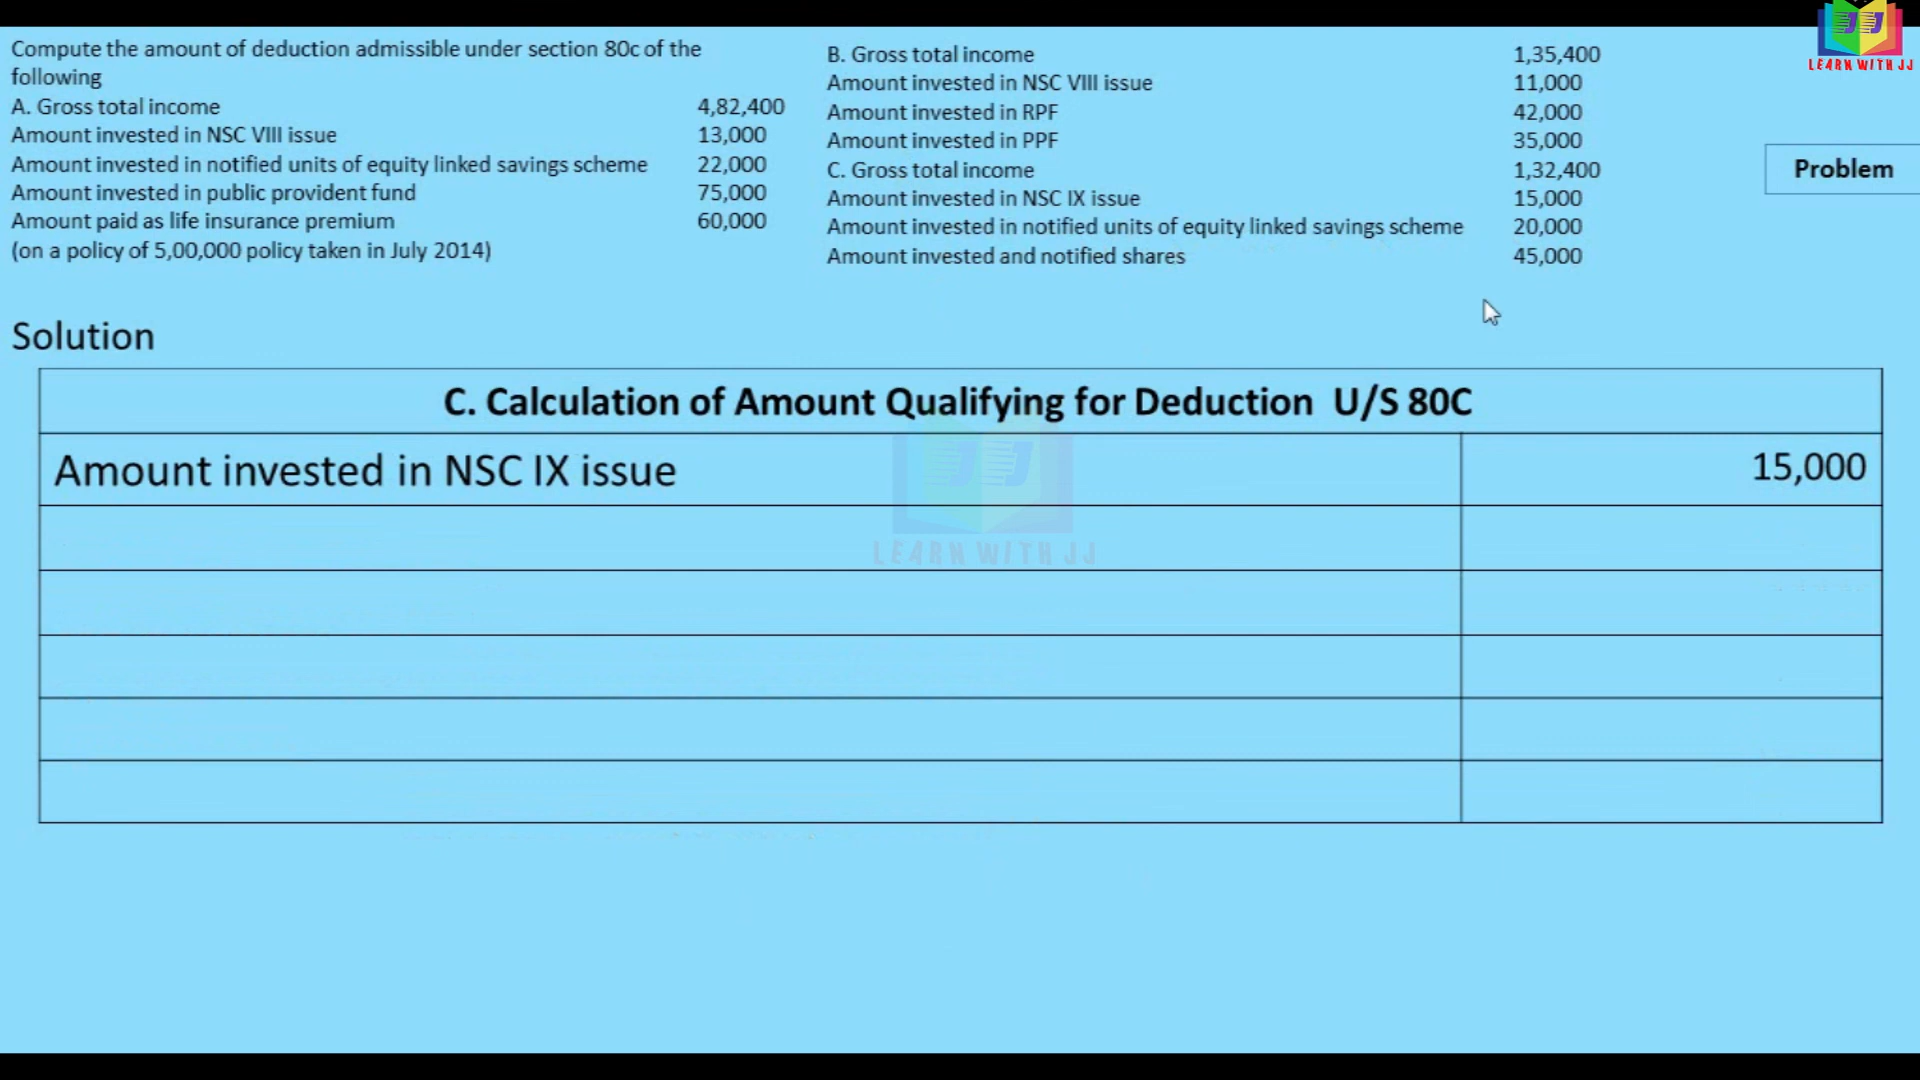 Compute the amount of deduction admissible under section 80c of the
following
A. Gross total income 4,82,400
Amount invested in NSC VIII issue 13,000
Amount invested in notified units of equity linked savings scheme 22,000
Amount invested in public provident fund 75,000
Amount paid as life insurance premium 60,000
(on a policy of 5,00,000 policy taken in July 2014)
B. Gross total income 1,35,400
Amount invested in NSC VIII issue 11,000
Amount invested in RPF 42,000
Amount invested in PPF 35,000
C. Gross total income 1,32,400
Amount invested in NSC IX issue 15,000
Amount invested in notified units of equity linked savings scheme 20,000
Amount invested and notified shares 45,000
JJ
LEARN WITH JJ
Problem
Solution
C. Calculation of Amount Qualifying for Deduction U/S 80C
Amount invested in NSC IX issue 15,000
JJ
LEARN WITH JJ